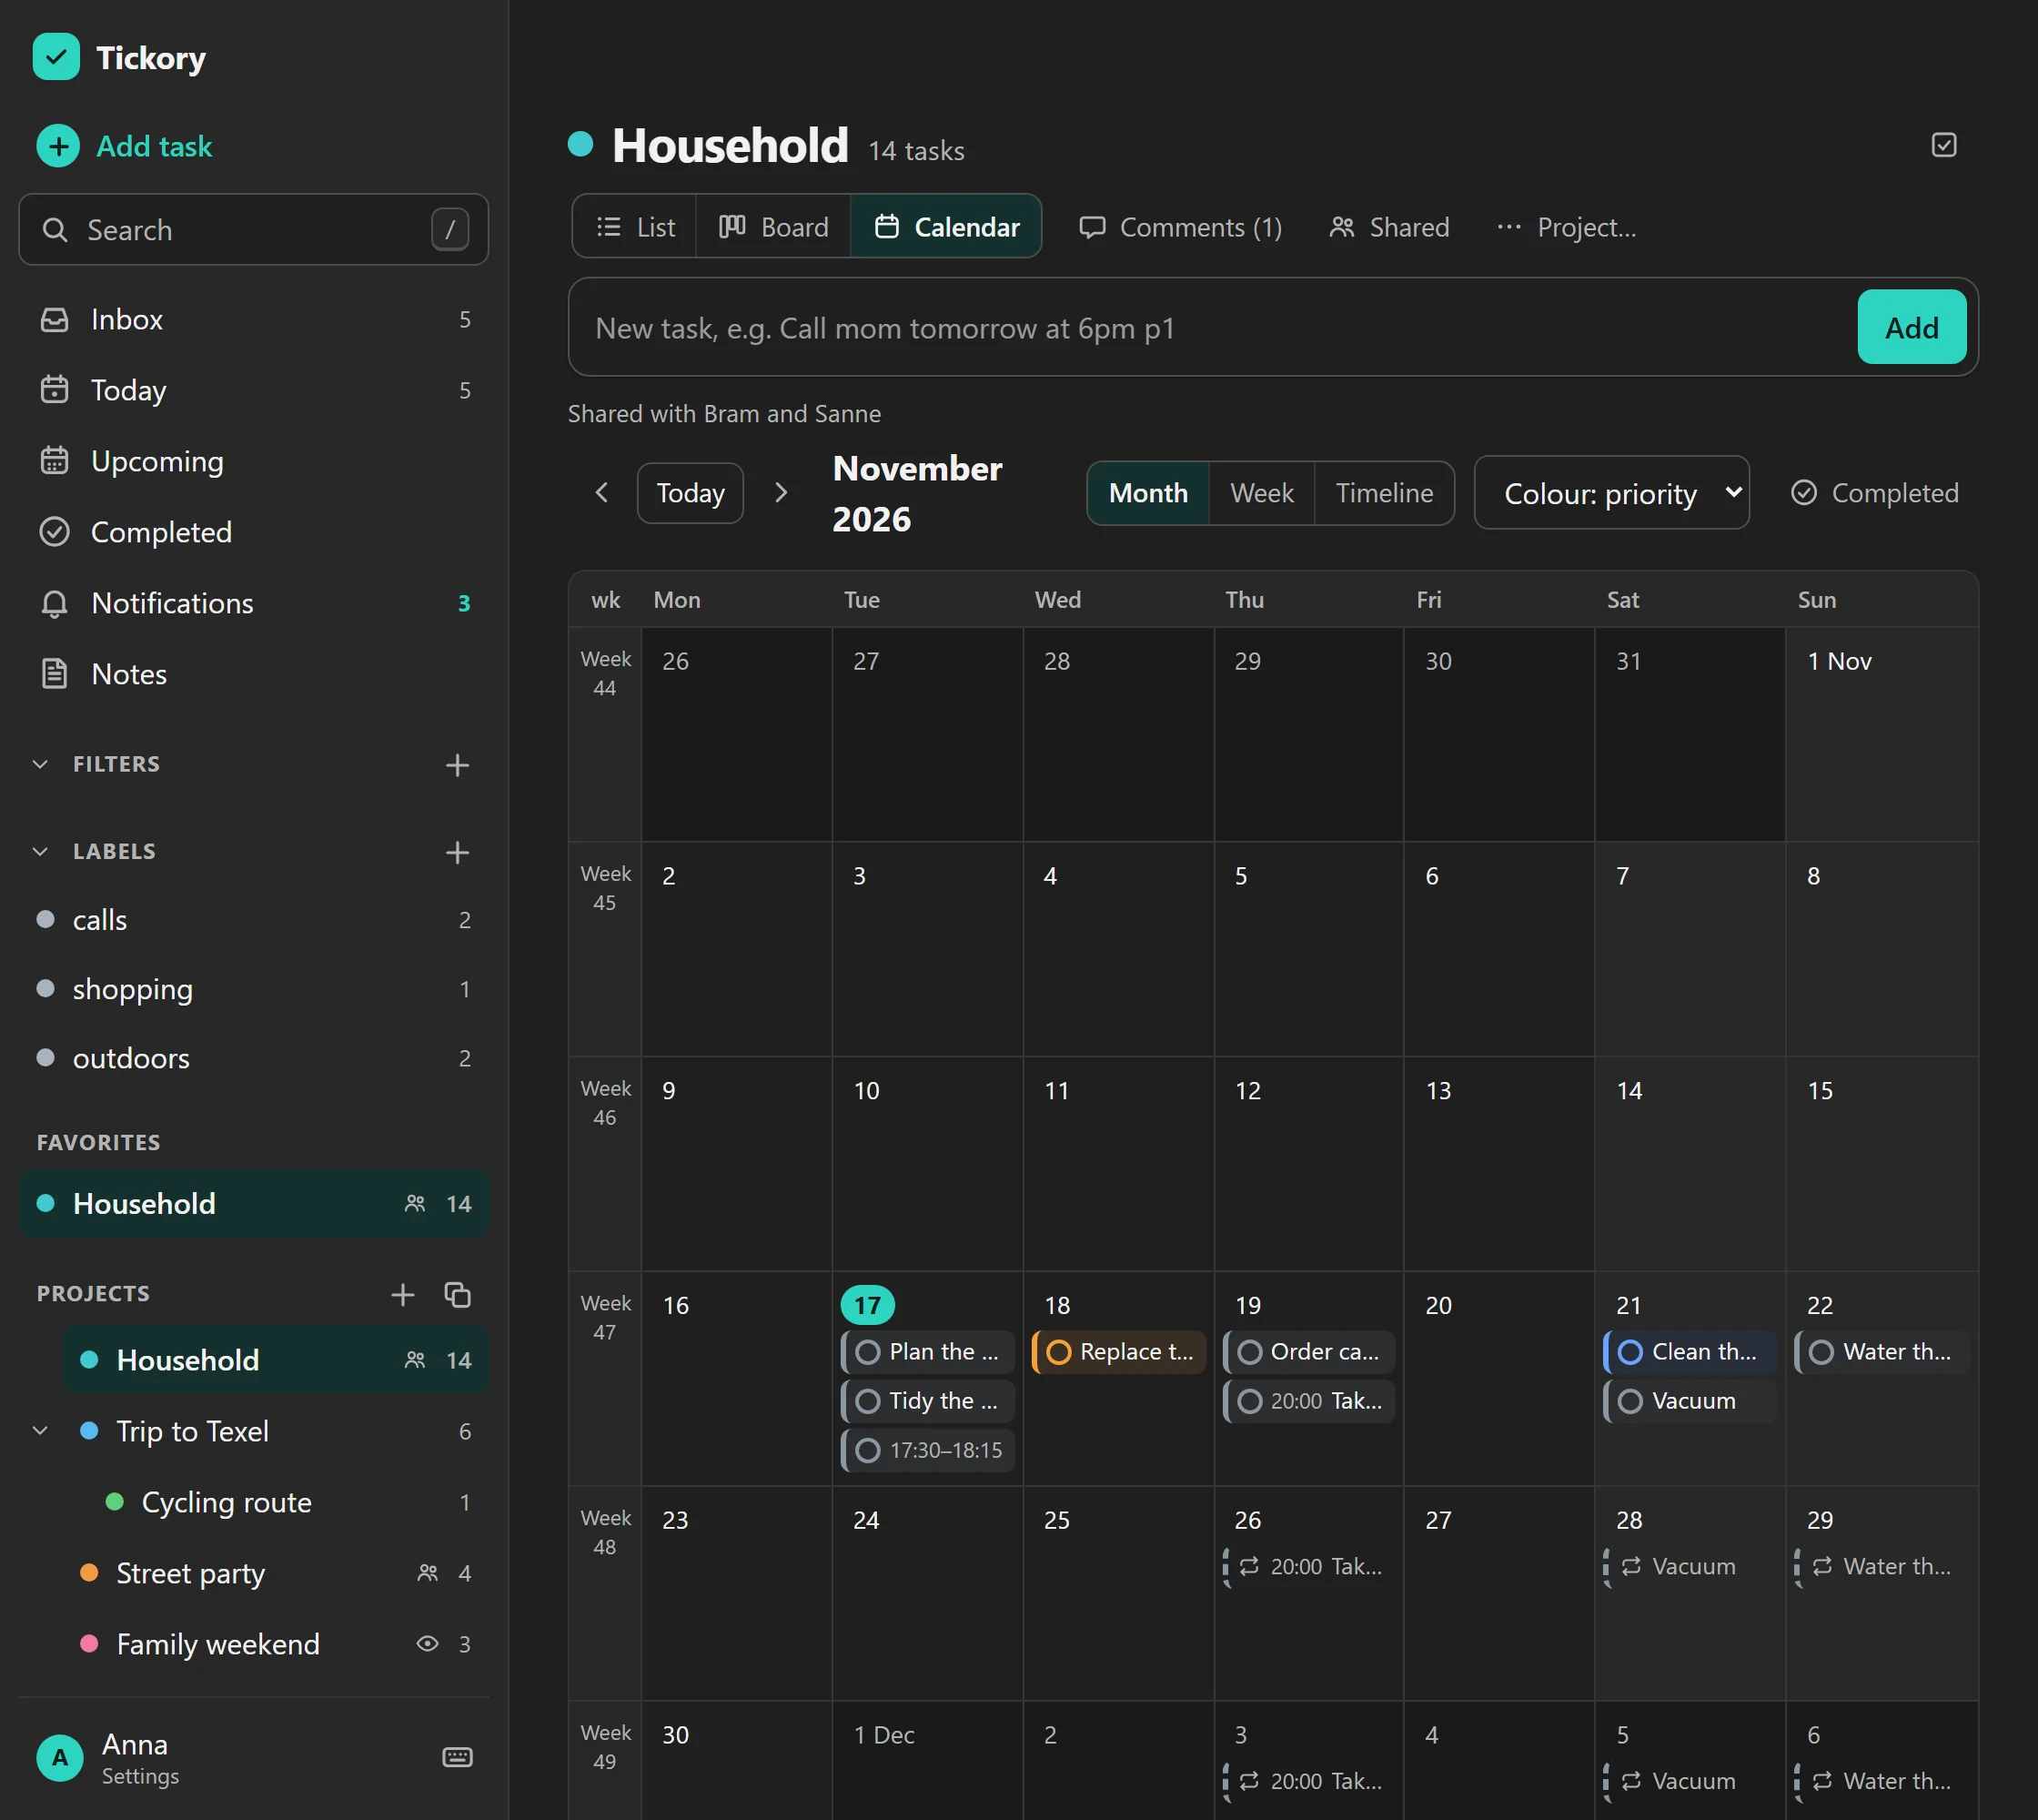 Tickory
Add task
Search /
Inbox 5
Today 5
Upcoming
Completed
Notifications 3
Notes
FILTERS
LABELS
calls 2
shopping 1
outdoors 2
FAVORITES
Household 14
PROJECTS
Household 14
Trip to Texel 6
Cycling route 1
Street party 4
Family weekend 3
A Anna
Settings
Household 14 tasks
List Board Calendar Comments (1) Shared ··· Project...
New task, e.g. Call mom tomorrow at 6pm p1 Add
Shared with Bram and Sanne
Today November 2026 Month Week Timeline Colour: priority Completed
wk Mon Tue Wed Thu Fri Sat Sun
Week 44 26 27 28 29 30 31 1 Nov
Week 45 2 3 4 5 6 7 8
Week 46 9 10 11 12 13 14 15
Week 47 16 17 18 19 20 21 22
Plan the ... Replace t... Order ca... Clean th... Water th...
Tidy the ... 20:00 Tak... Vacuum
17:30–18:15
Week 48 23 24 25 26 27 28 29
20:00 Tak... Vacuum Water th...
Week 49 30 1 Dec 2 3 4 5 6
20:00 Tak... Vacuum Water th...